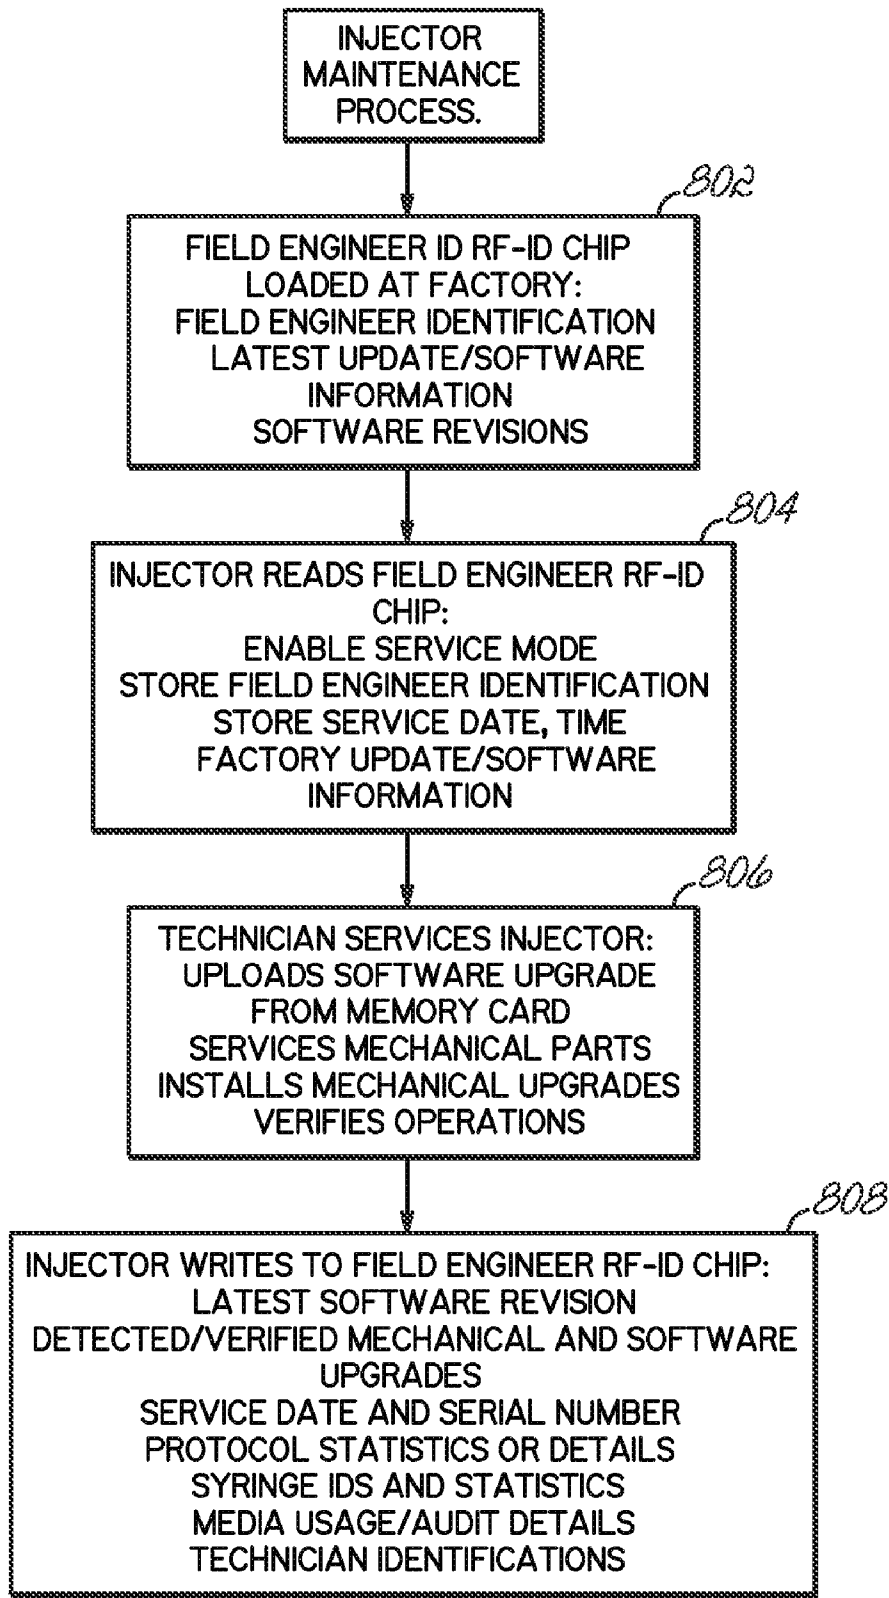 INJECTOR
MAINTENANCE
PROCESS.
802
FIELD ENGINEER ID RF-ID CHIP
LOADED AT FACTORY:
FIELD ENGINEER IDENTIFICATION
LATEST UPDATE/SOFTWARE
INFORMATION
SOFTWARE REVISIONS
804
INJECTOR READS FIELD ENGINEER RF-ID
CHIP:
ENABLE SERVICE MODE
STORE FIELD ENGINEER IDENTIFICATION
STORE SERVICE DATE, TIME
FACTORY UPDATE/SOFTWARE
INFORMATION
806
TECHNICIAN SERVICES INJECTOR:
UPLOADS SOFTWARE UPGRADE
FROM MEMORY CARD
SERVICES MECHANICAL PARTS
INSTALLS MECHANICAL UPGRADES
VERIFIES OPERATIONS
808
INJECTOR WRITES TO FIELD ENGINEER RF-ID CHIP:
LATEST SOFTWARE REVISION
DETECTED/VERIFIED MECHANICAL AND SOFTWARE
UPGRADES
SERVICE DATE AND SERIAL NUMBER
PROTOCOL STATISTICS OR DETAILS
SYRINGE IDS AND STATISTICS
MEDIA USAGE/AUDIT DETAILS
TECHNICIAN IDENTIFICATIONS